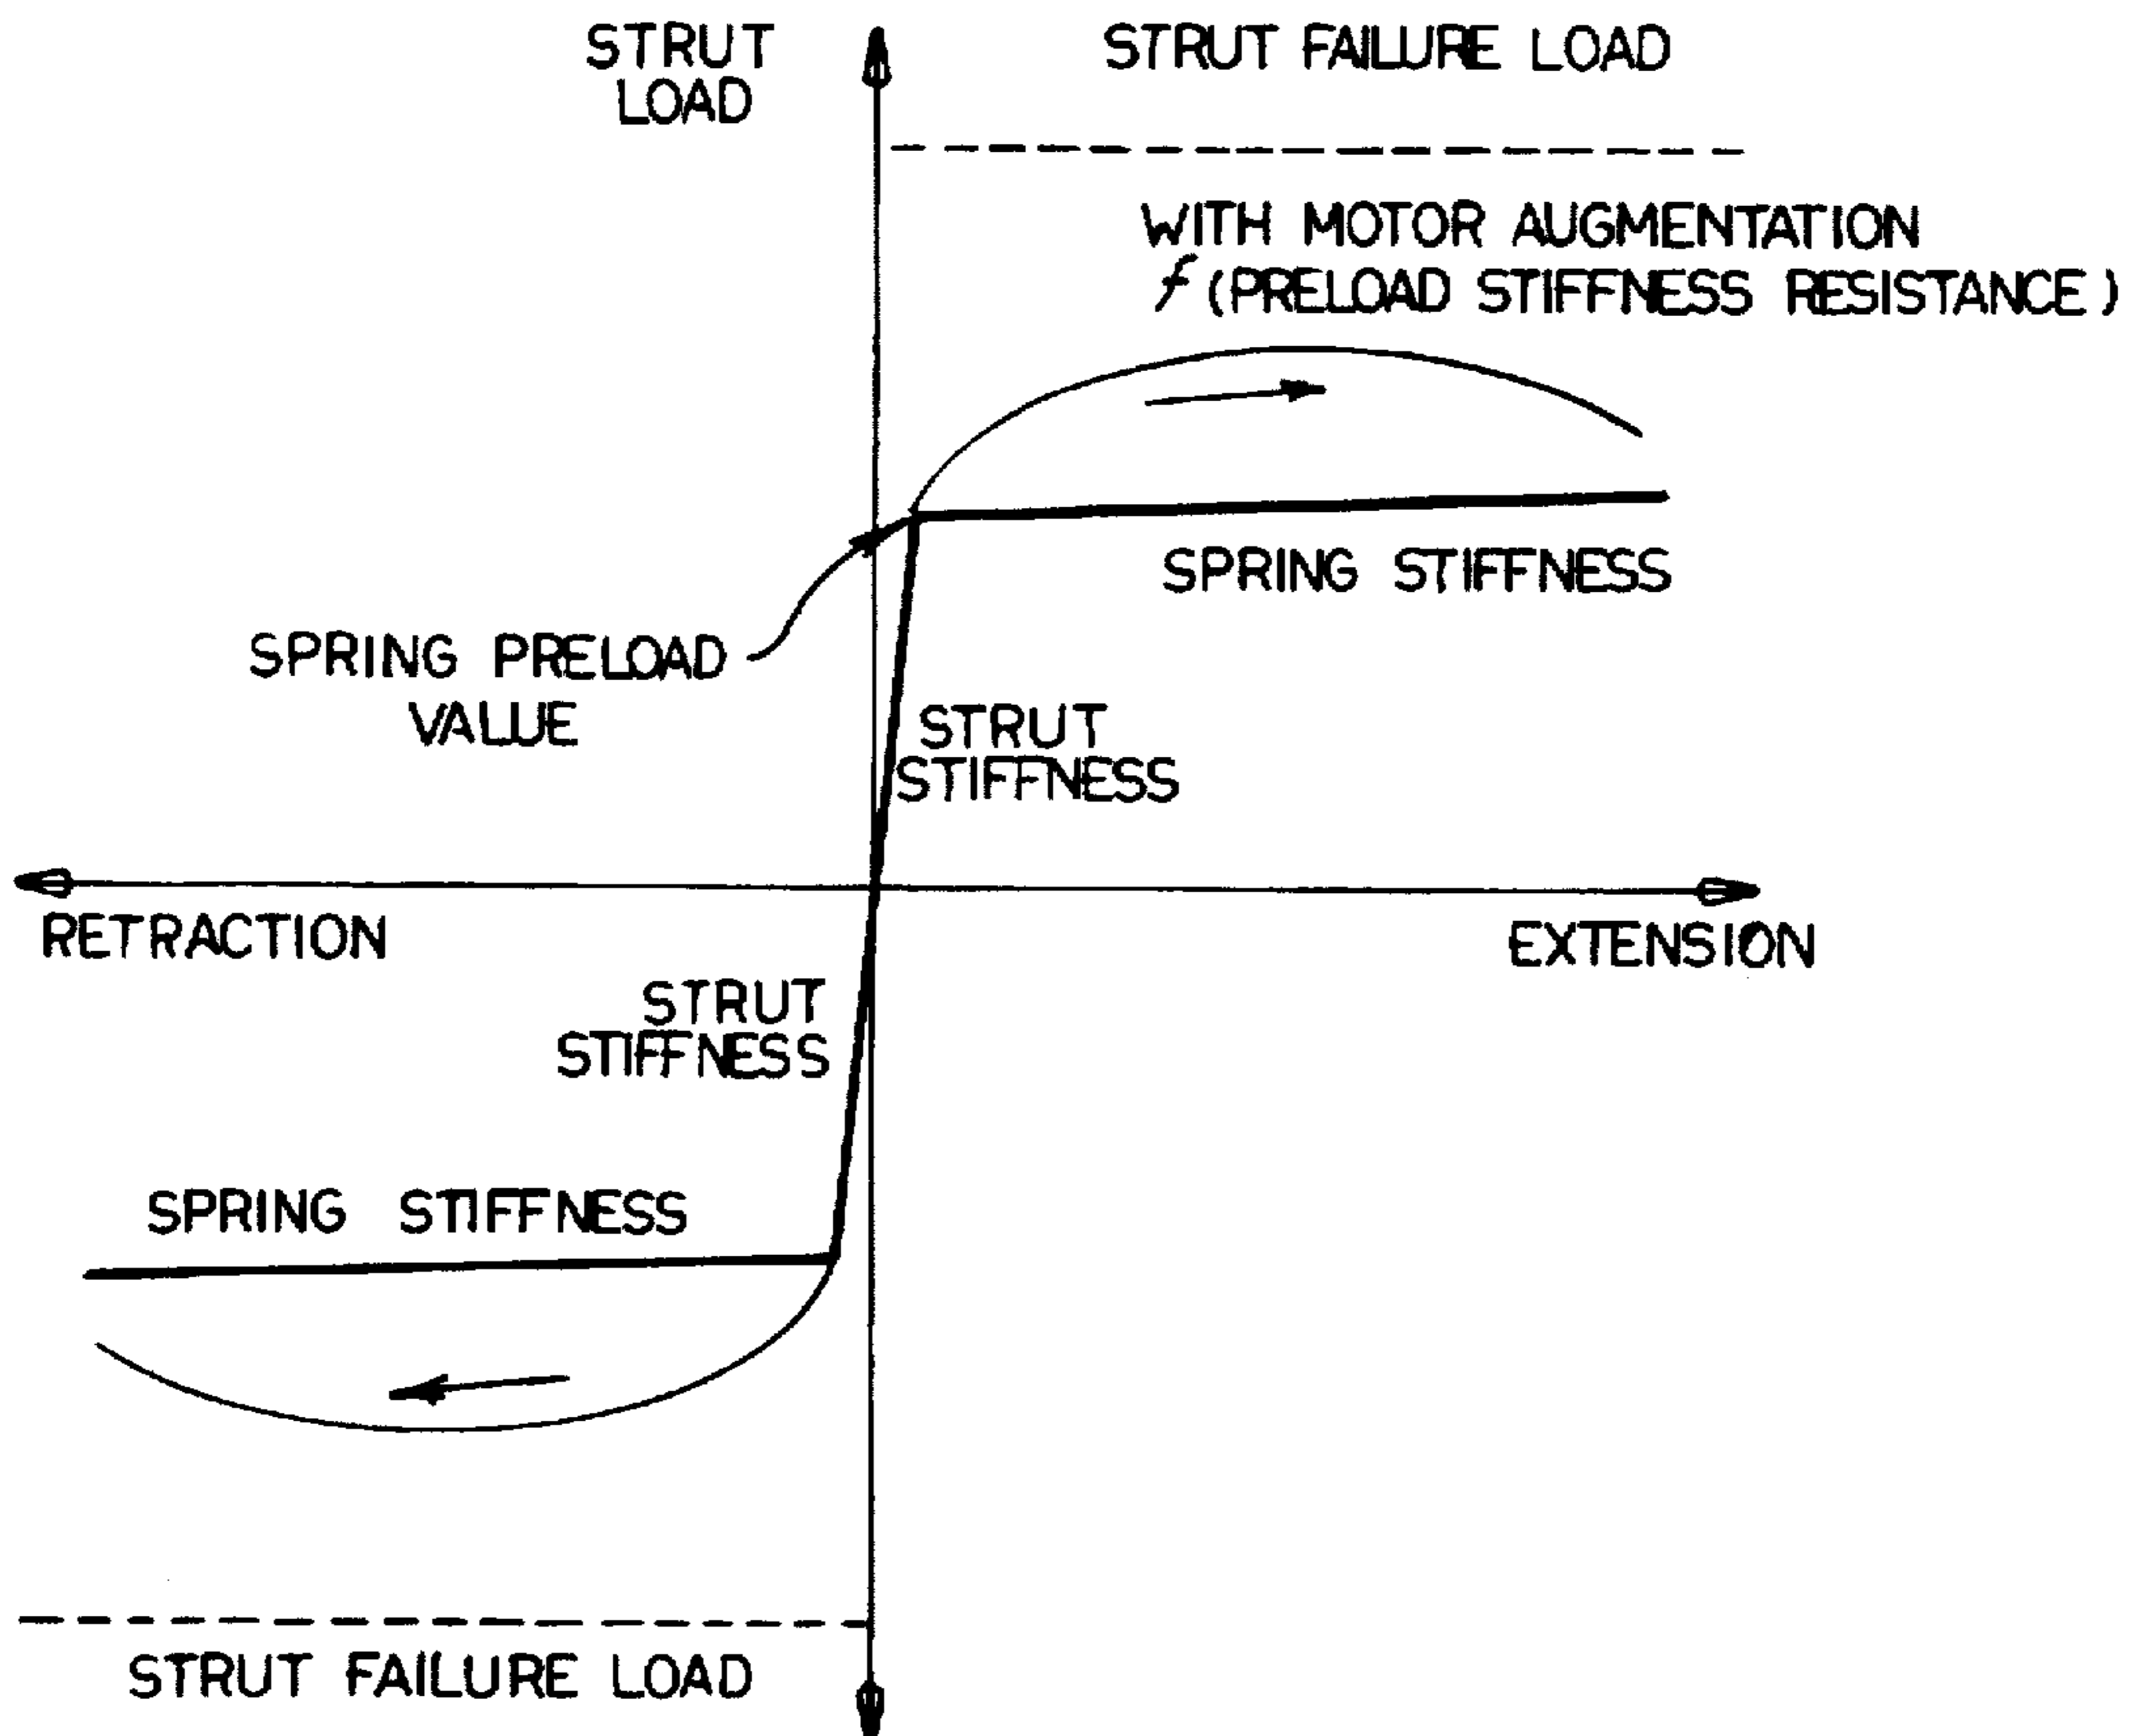 STRUT
LOAD
STRUT FAILURE LOAD
WITH MOTOR AUGMENTATION
f (PRELOAD STIFFNESS RESISTANCE)
SPRING STIFFNESS
SPRING PRELOAD
VALUE
STRUT
STIFFNESS
RETRACTION
EXTENSION
STRUT
STIFFNESS
SPRING STIFFNESS
STRUT FAILURE LOAD